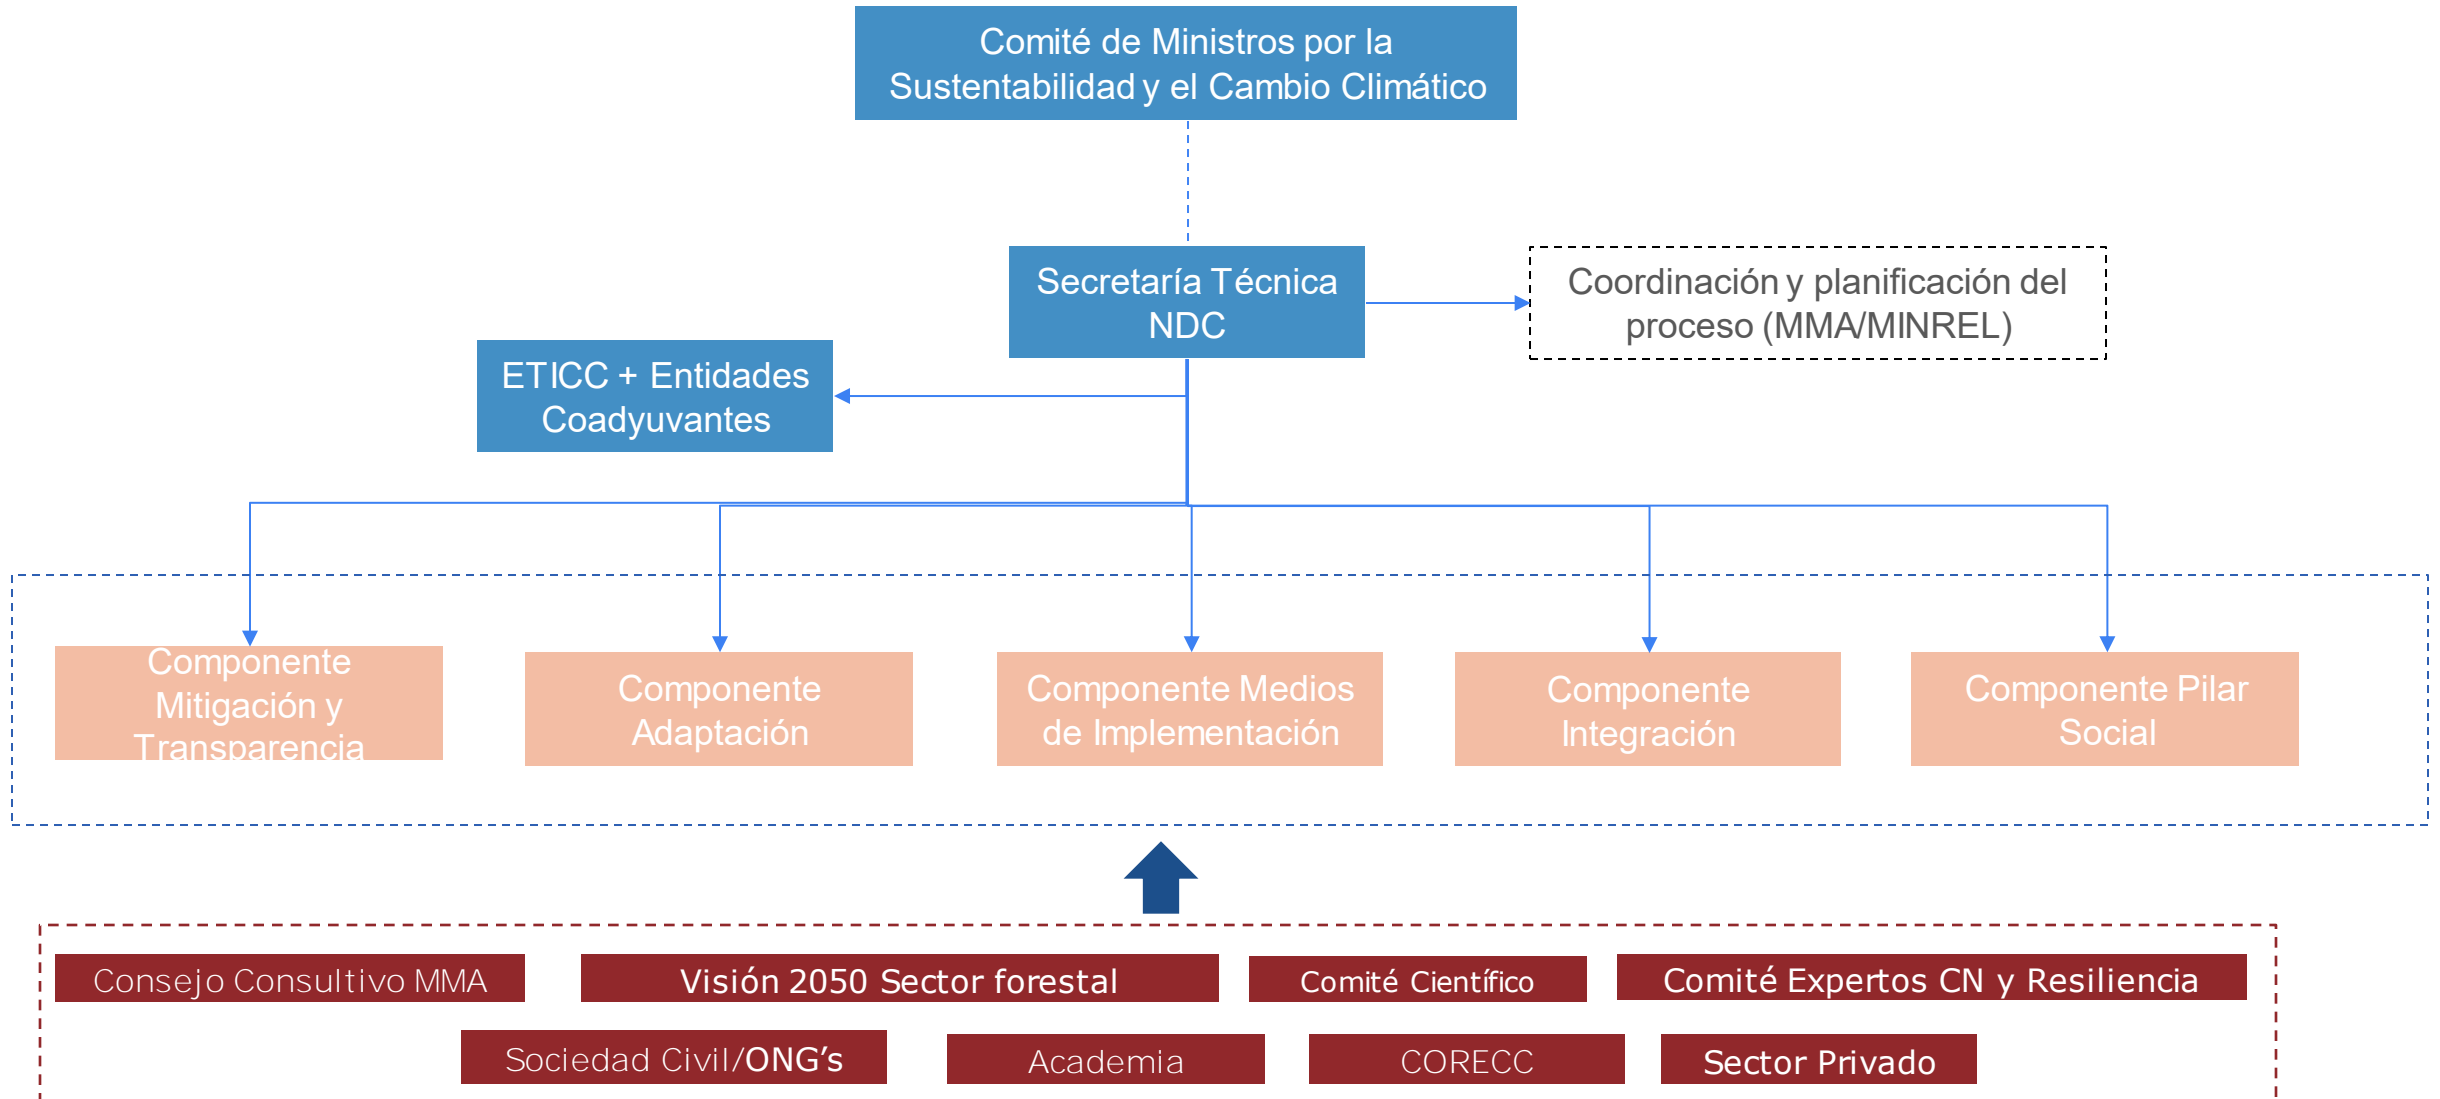 Comité de Ministros por la
Sustentabilidad y el Cambio Climático
Secretaría Técnica
NDC
Coordinación y planificación del
proceso (MMA/MINREL)
ETICC + Entidades
Coadyuvantes
Componente
Mitigación y
Transparencia
Componente
Adaptación
Componente Medios
de Implementación
Componente
Integración
Componente Pilar
Social
Consejo Consultivo MMA
Visión 2050 Sector forestal
Comité Científico
Comité Expertos CN y Resiliencia
Sociedad Civil/ONG’s
Academia
CORECC
Sector Privado